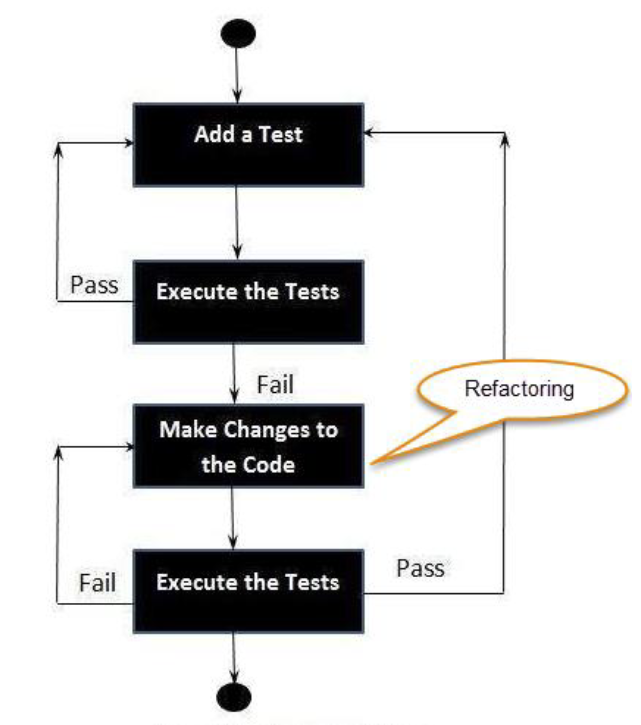 Add a Test
Pass
Execute the Tests
Fail
Refactoring
Make Changes to
the Code
Fail
Execute the Tests
Pass